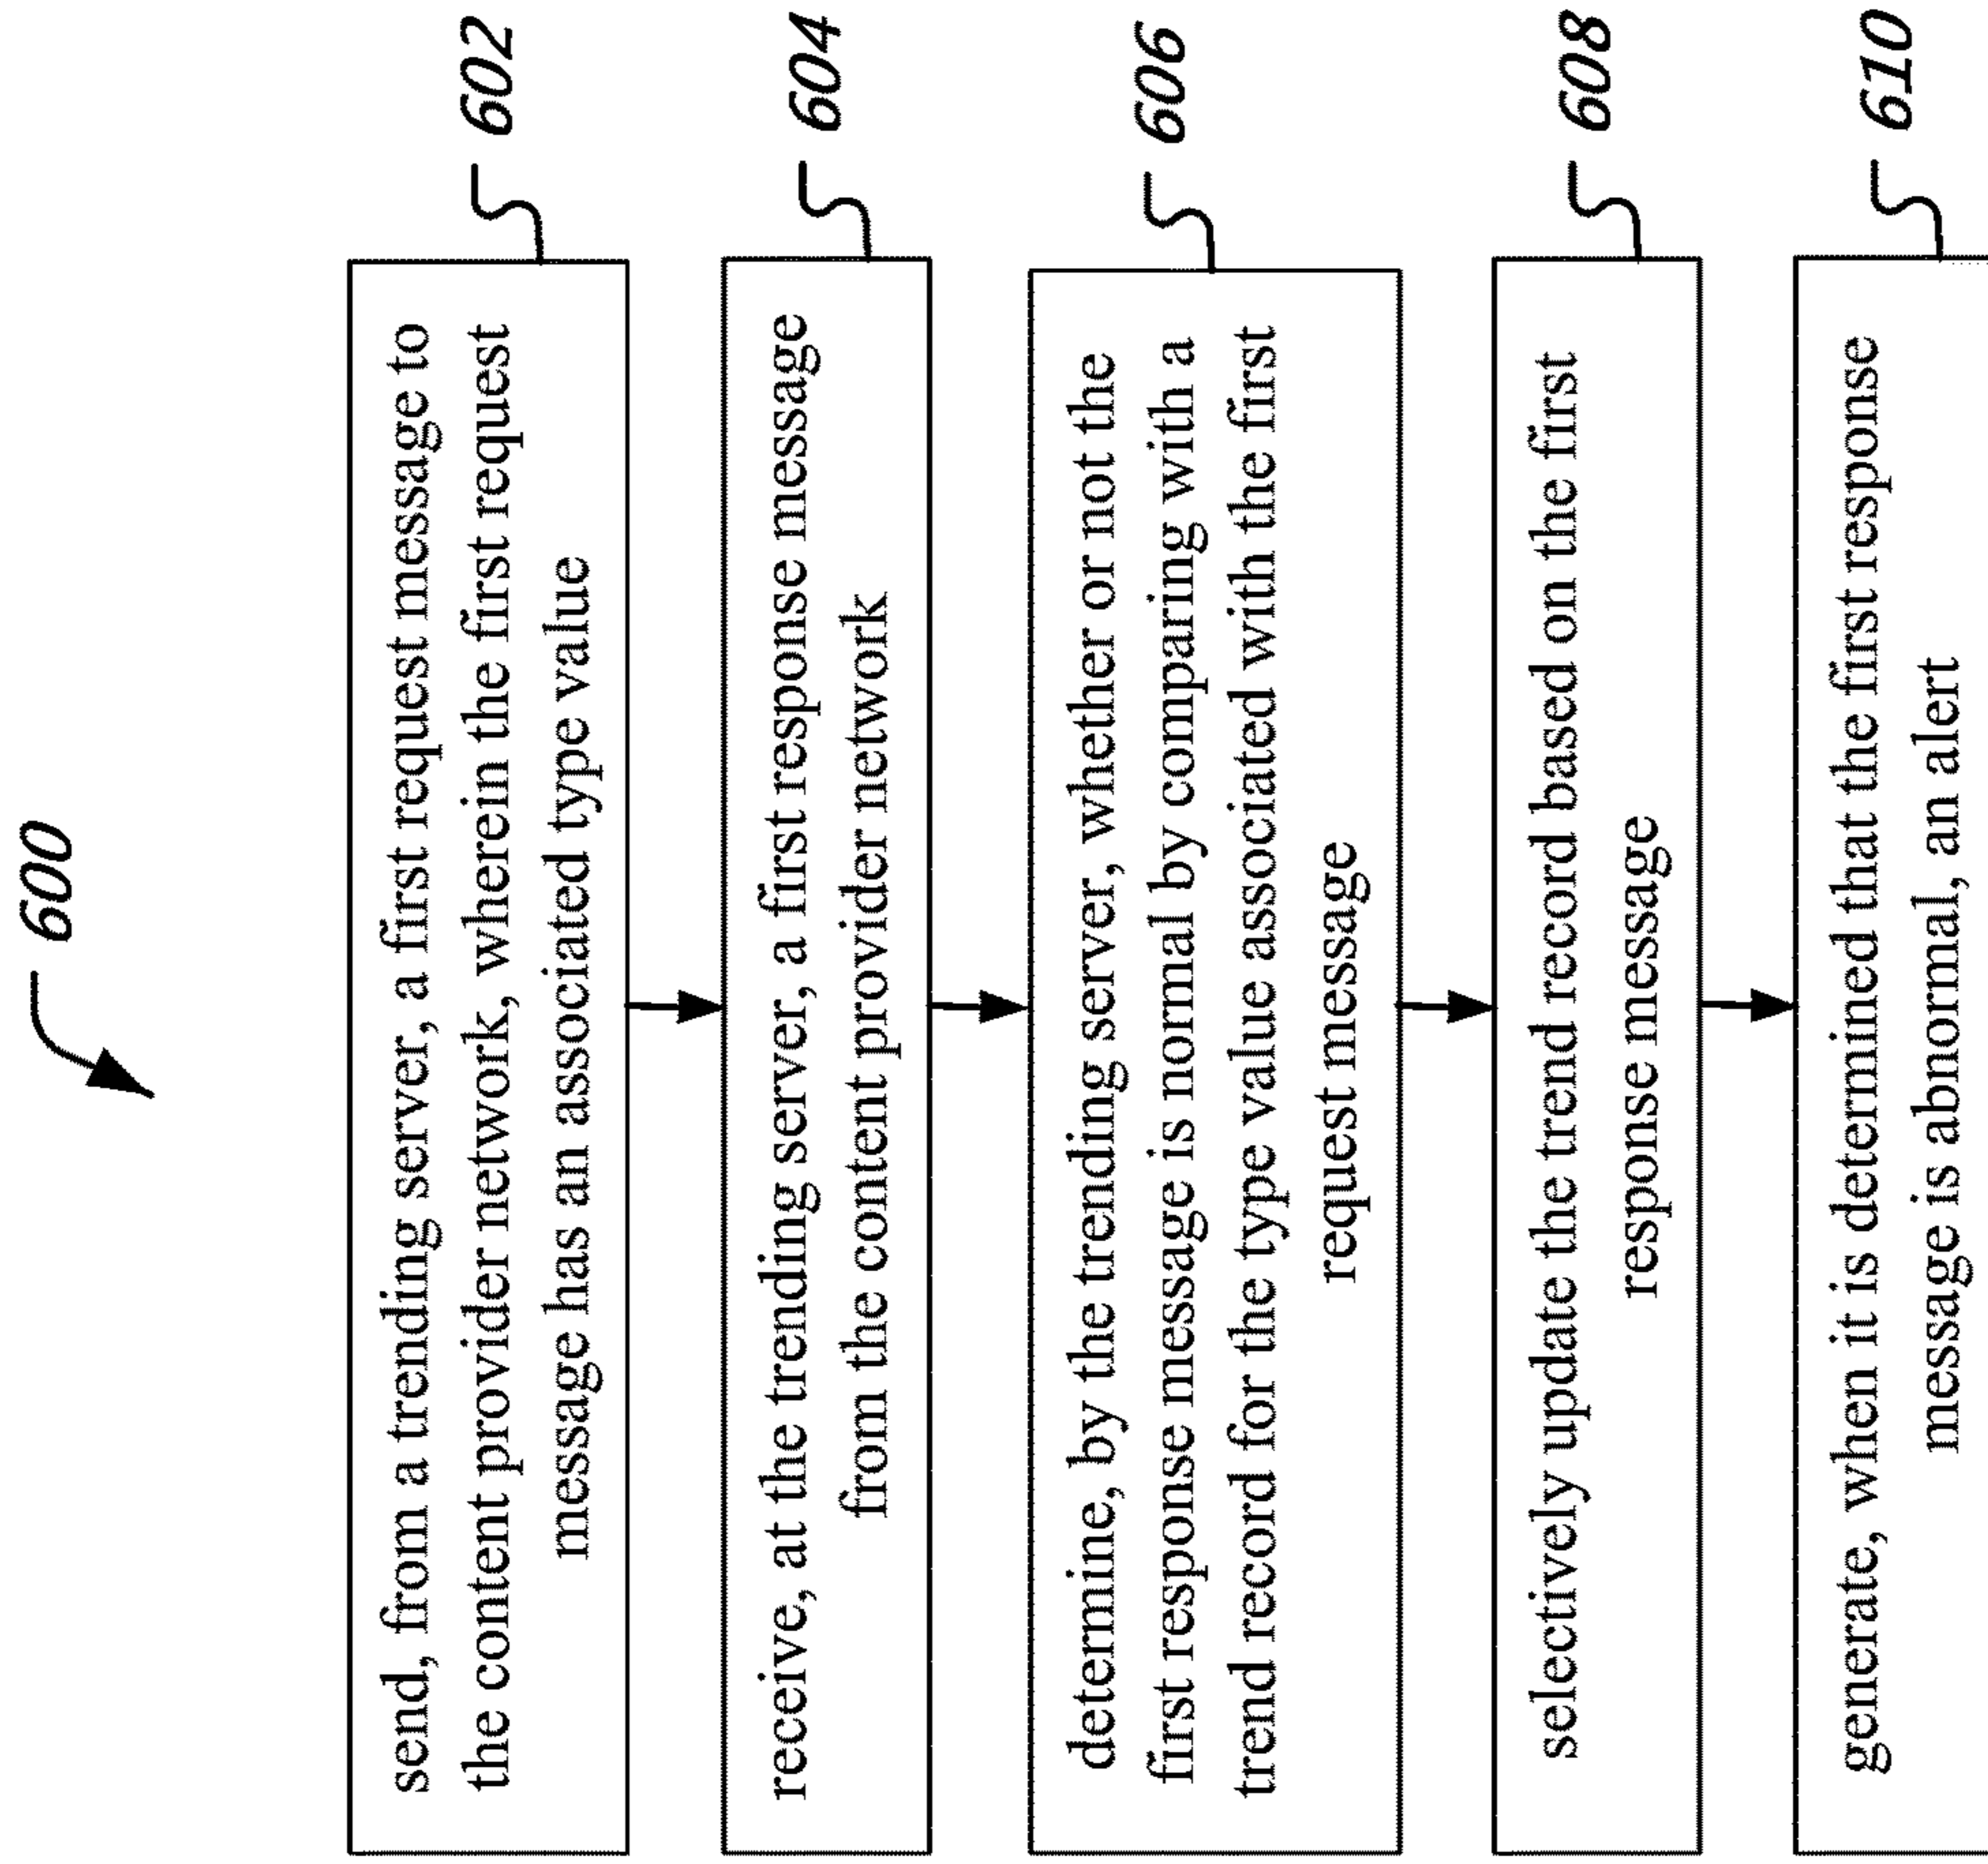 600
send, from a trending server, a first request message to
the content provider network, wherein the first request
message has an associated type value
602
receive, at the trending server, a first response message
from the content provider network
604
determine, by the trending server, whether or not the
first response message is normal by comparing with a
trend record for the type value associated with the first
request message
606
selectively update the trend record based on the first
response message
608
generate, when it is determined that the first response
message is abnormal, an alert
610